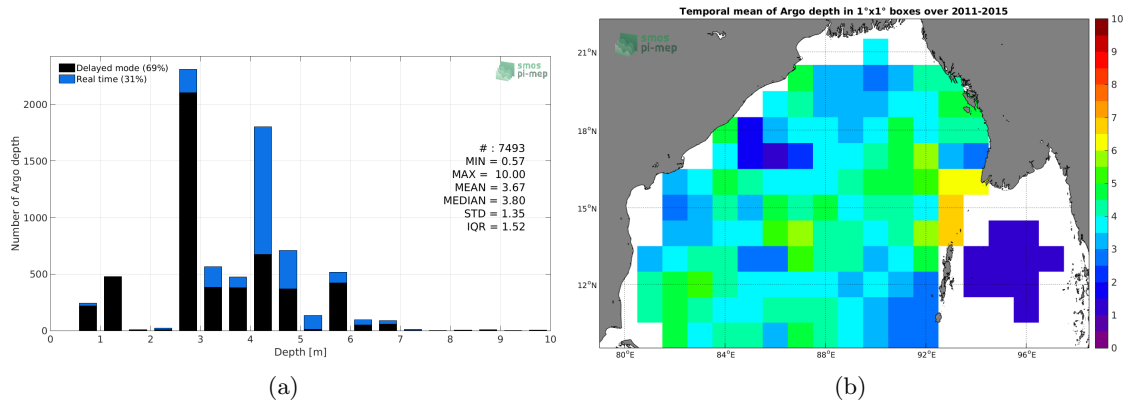 Delayed mode (69%)
Real time (31%)
smos
pi-mep
Number of Argo depth
2000
1500
1000
500
0
# : 7493
MIN = 0.57
MAX = 10.00
MEAN = 3.67
MEDIAN = 3.80
STD = 1.35
IQR = 1.52
0 1 2 3 4 5 6 7 8 9 10
Depth [m]
(a)
Temporal mean of Argo depth in 1°x1° boxes over 2011-2015
smos
pi-mep
21°N
18°N
15°N
12°N
80°E 84°E 88°E 92°E 96°E
10
9
8
7
6
5
4
3
2
1
0
(b)